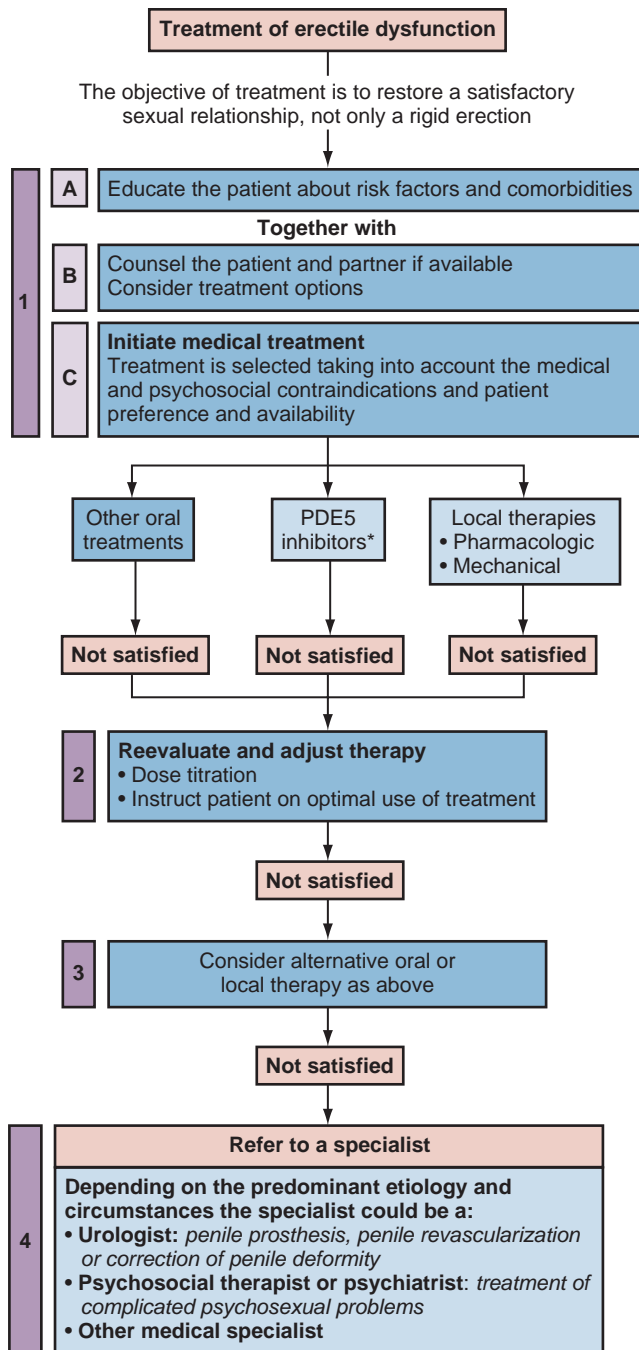 Treatment of erectile dysfunction
The objective of treatment is to restore a satisfactory
sexual relationship, not only a rigid erection
1
A
Educate the patient about risk factors and comorbidities
Together with
B
Counsel the patient and partner if available
Consider treatment options
C
Initiate medical treatment
Treatment is selected taking into account the medical
and psychosocial contraindications and patient
preference and availability
Other oral
treatments
PDE5
inhibitors*
Local therapies
• Pharmacologic
• Mechanical
Not satisfied
Not satisfied
Not satisfied
2
Reevaluate and adjust therapy
• Dose titration
• Instruct patient on optimal use of treatment
Not satisfied
3
Consider alternative oral or
local therapy as above
Not satisfied
4
Refer to a specialist
Depending on the predominant etiology and
circumstances the specialist could be a:
• Urologist: penile prosthesis, penile revascularization
or correction of penile deformity
• Psychosocial therapist or psychiatrist: treatment of
complicated psychosexual problems
• Other medical specialist